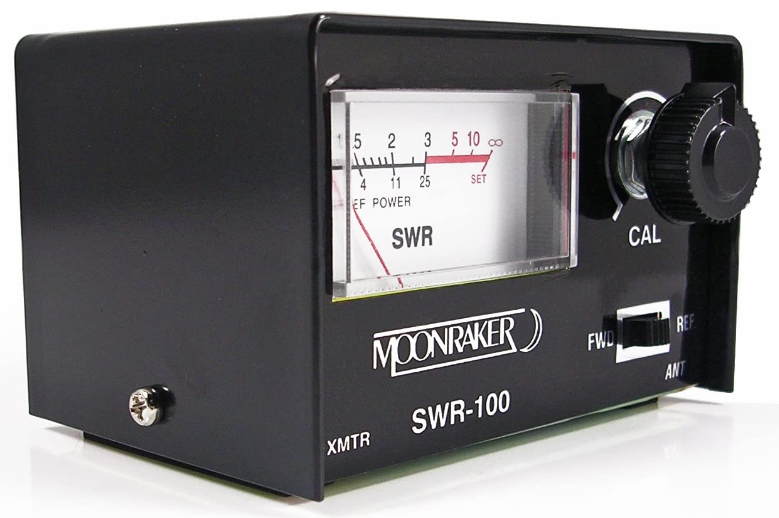 .5 2 3 5 10 ∞
4 11 25 SET
EF POWER
SWR
CAL
MOONRAKER
FWD REF.
ANT
SWR-100
XMTR